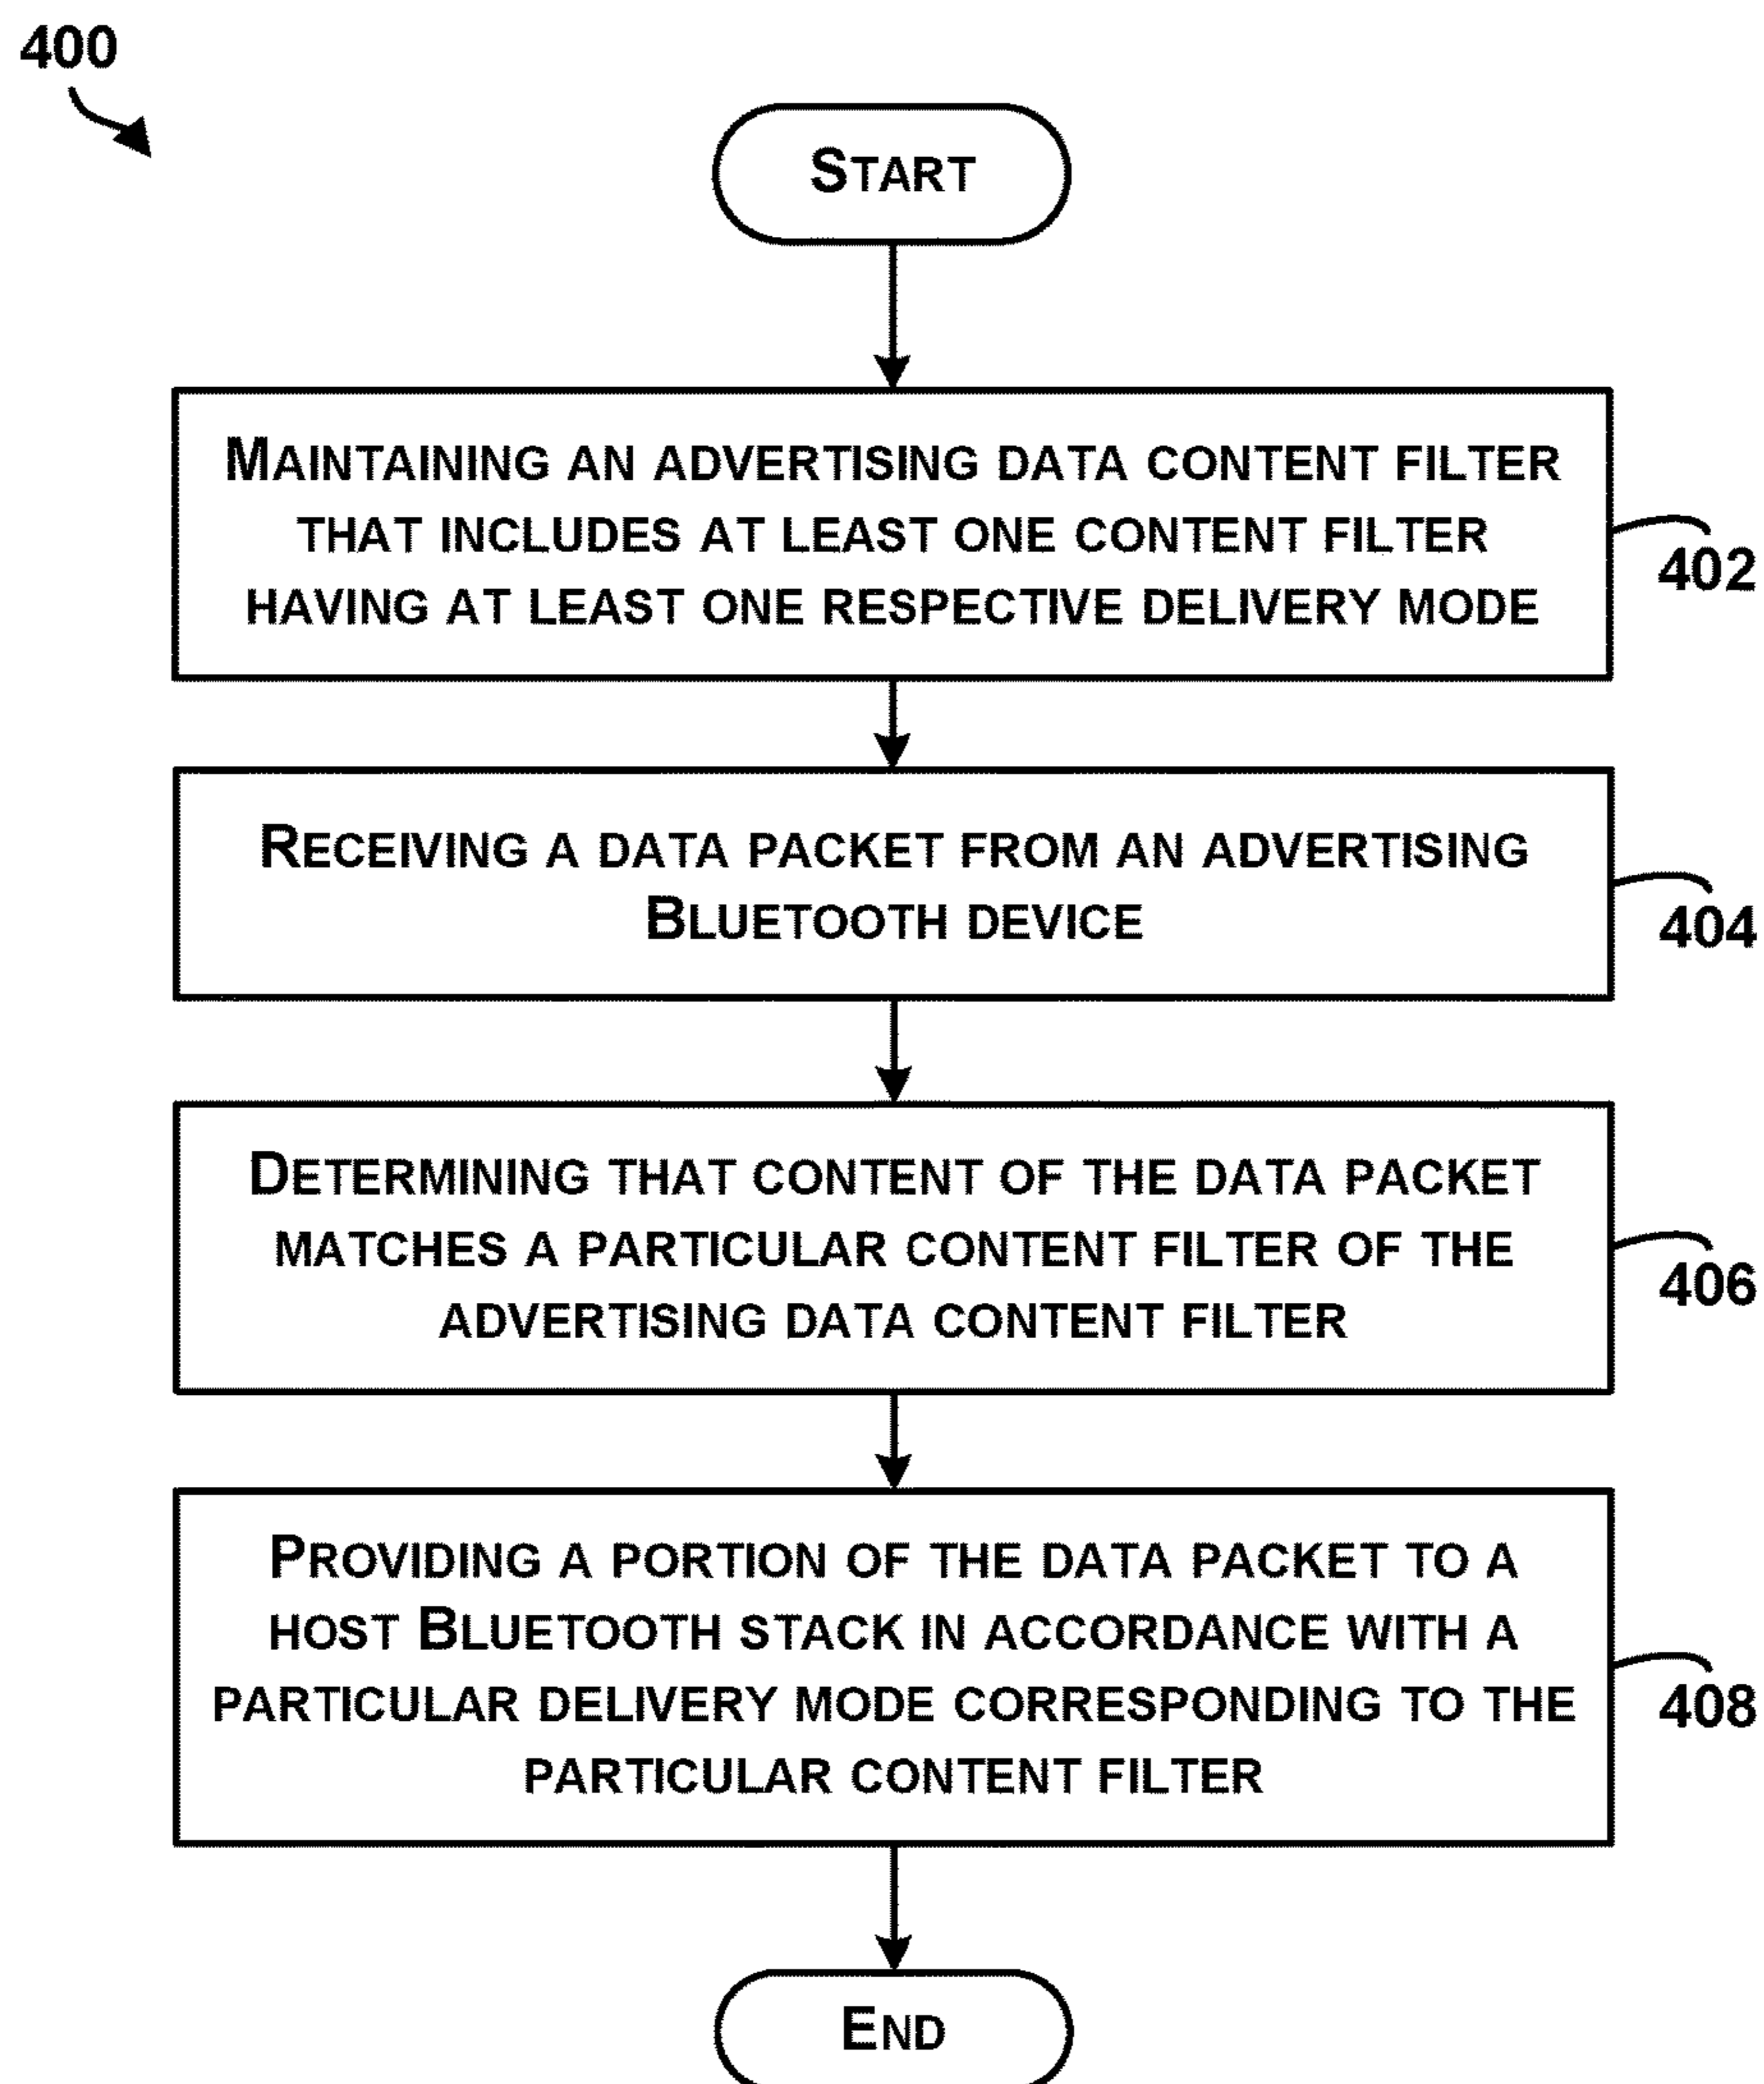 400
START
MAINTAINING AN ADVERTISING DATA CONTENT FILTER
THAT INCLUDES AT LEAST ONE CONTENT FILTER
HAVING AT LEAST ONE RESPECTIVE DELIVERY MODE
402
RECEIVING A DATA PACKET FROM AN ADVERTISING
BLUETOOTH DEVICE
404
DETERMINING THAT CONTENT OF THE DATA PACKET
MATCHES A PARTICULAR CONTENT FILTER OF THE
ADVERTISING DATA CONTENT FILTER
406
PROVIDING A PORTION OF THE DATA PACKET TO A
HOST BLUETOOTH STACK IN ACCORDANCE WITH A
PARTICULAR DELIVERY MODE CORRESPONDING TO THE
PARTICULAR CONTENT FILTER
408
END